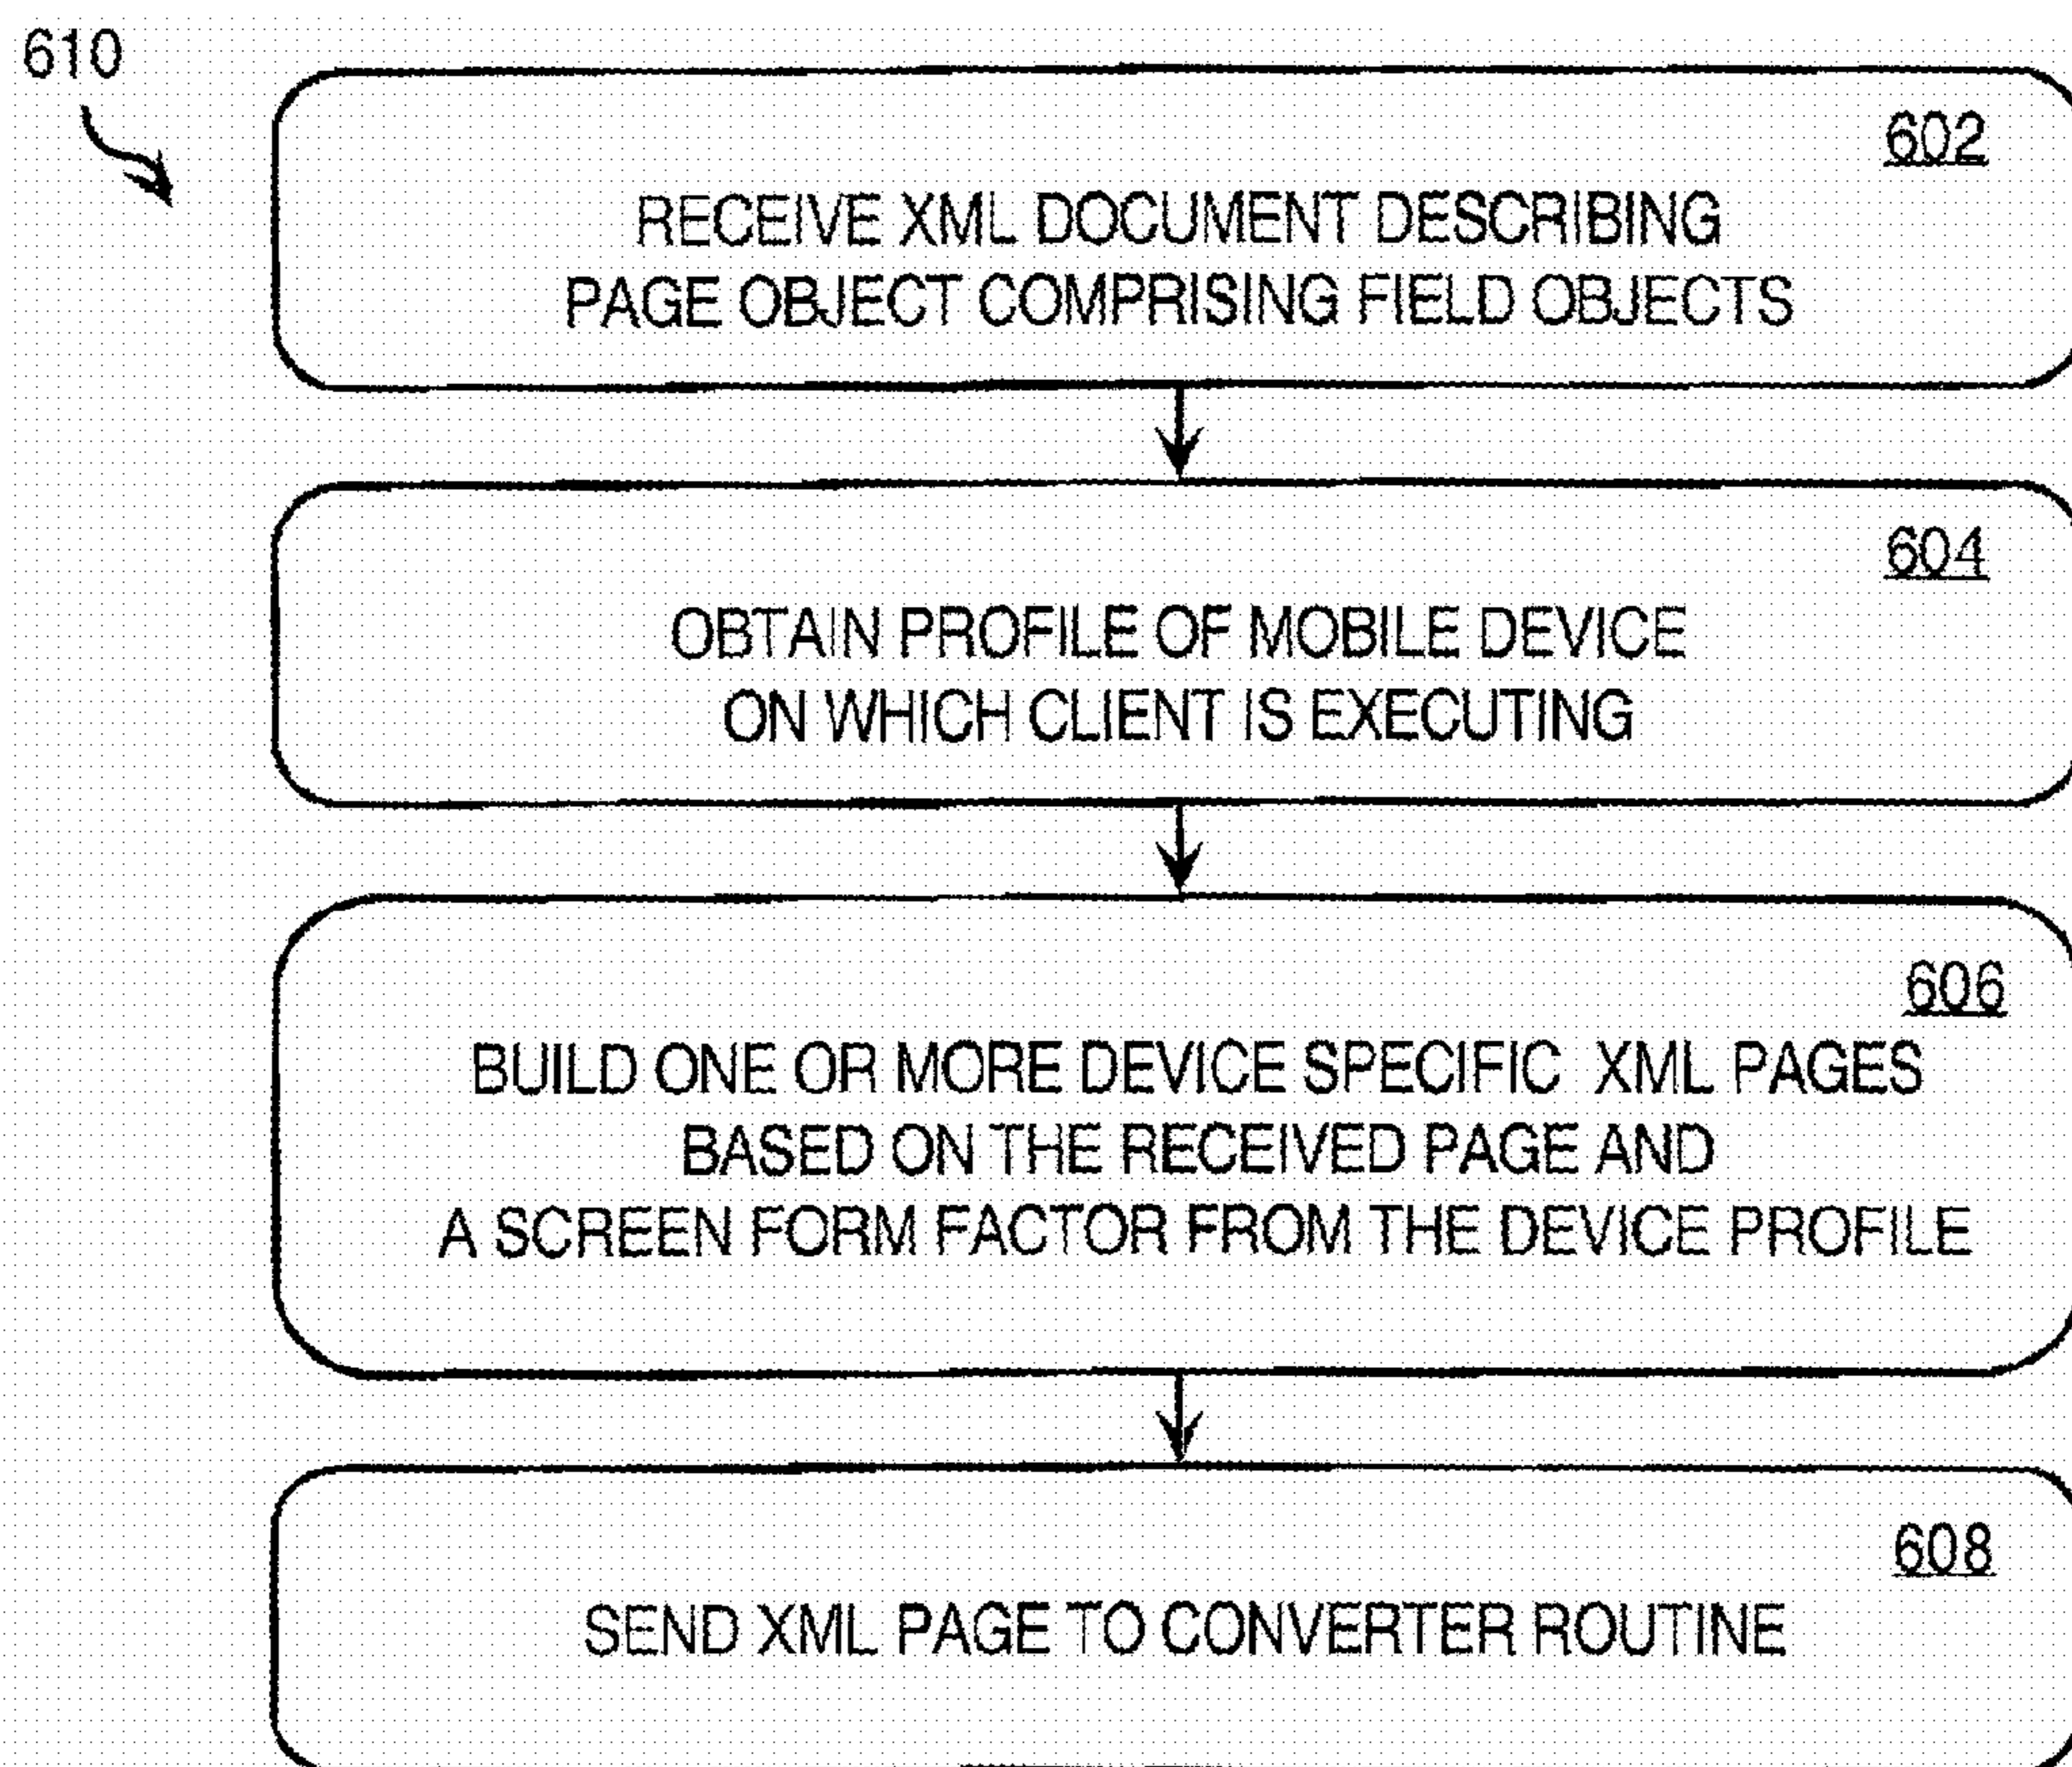 610
602
RECEIVE XML DOCUMENT DESCRIBING
PAGE OBJECT COMPRISING FIELD OBJECTS
604
OBTAIN PROFILE OF MOBILE DEVICE
ON WHICH CLIENT IS EXECUTING
606
BUILD ONE OR MORE DEVICE SPECIFIC XML PAGES
BASED ON THE RECEIVED PAGE AND
A SCREEN FORM FACTOR FROM THE DEVICE PROFILE
608
SEND XML PAGE TO CONVERTER ROUTINE